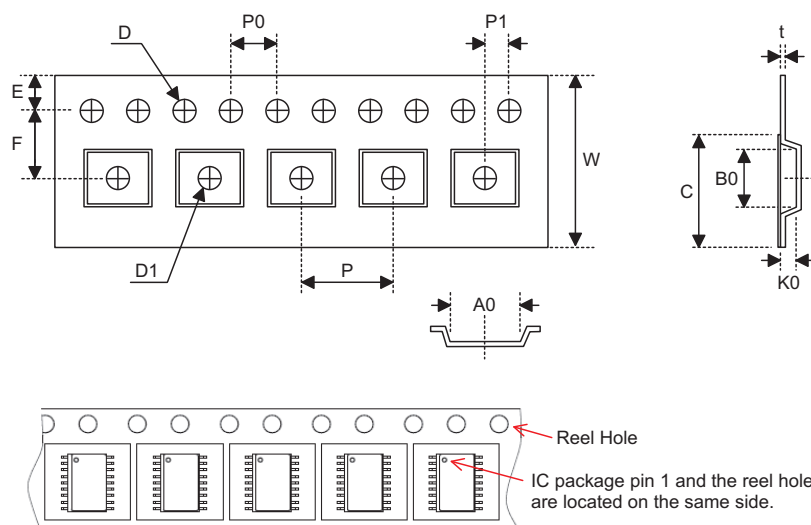 D
P0
P1
t
E
F
W
C
B0
D1
P
K0
A0
Reel Hole
IC package pin 1 and the reel hole
are located on the same side.